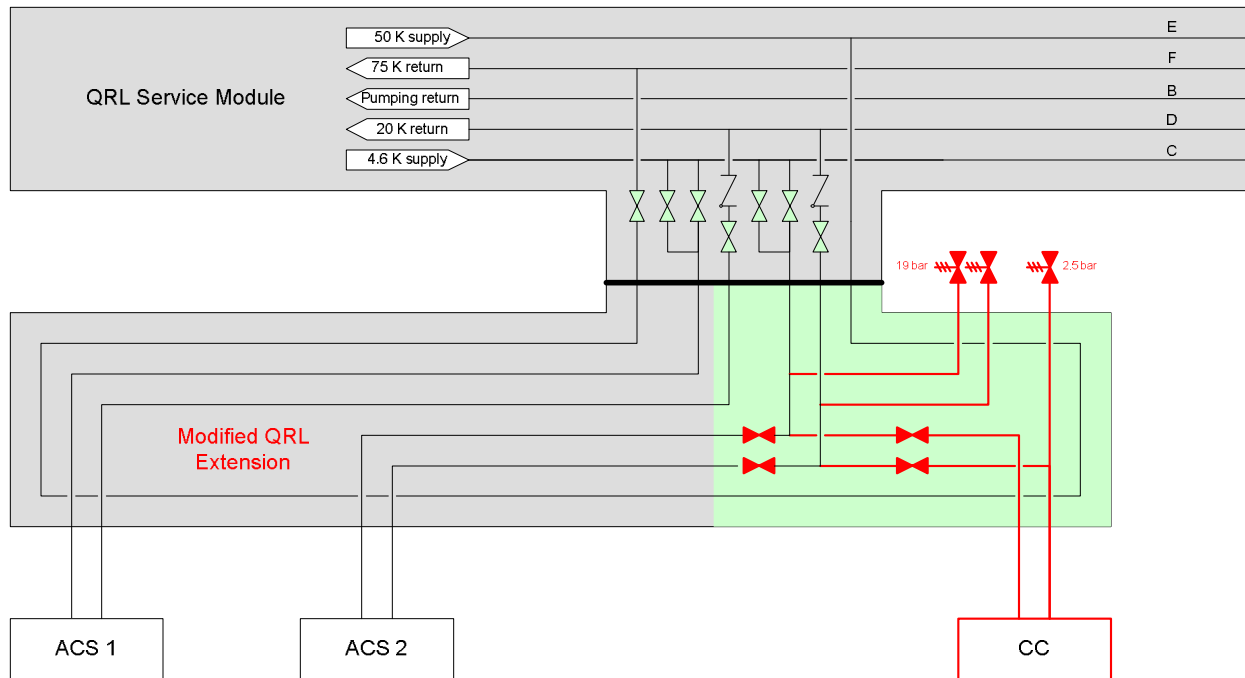 50 K supply
E
75 K return
F
QRL Service Module
Pumping return
B
20 K return
D
4.6 K supply
C
19 bar
2.5 bar
Modified QRL
Extension
ACS 1
ACS 2
CC